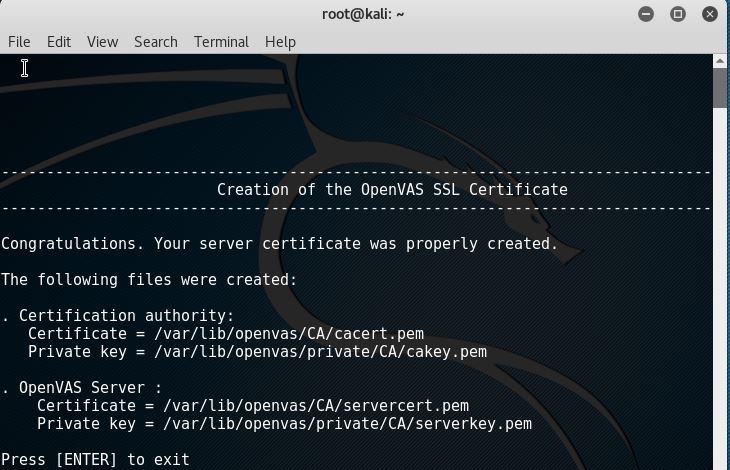 root@kali: ~
File Edit View Search Terminal Help
-------------------------------------------------------------------------------
Creation of the OpenVAS SSL Certificate
-------------------------------------------------------------------------------
Congratulations. Your server certificate was properly created.
The following files were created:
. Certification authority:
Certificate = /var/lib/openvas/CA/cacert.pem
Private key = /var/lib/openvas/private/CA/cakey.pem
. OpenVAS Server :
Certificate = /var/lib/openvas/CA/servercert.pem
Private key = /var/lib/openvas/private/CA/serverkey.pem
Press [ENTER] to exit